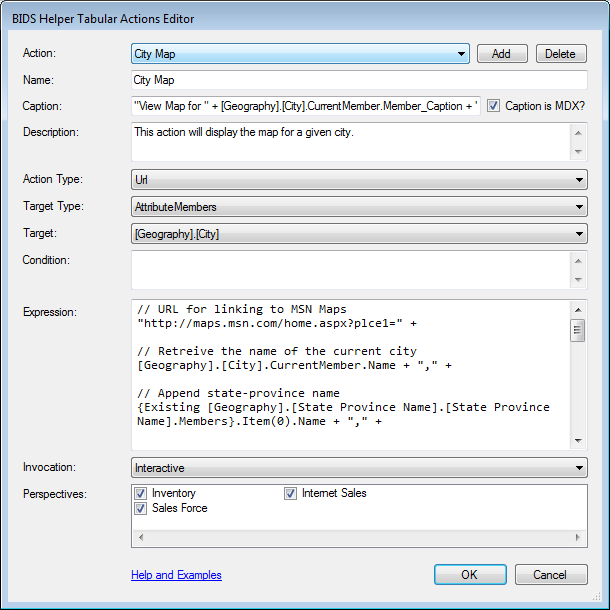 BIDS Helper Tabular Actions Editor
Action: City Map Add Delete
Name: City Map
Caption: "View Map for " + [Geography].[City].CurrentMember.Member_Caption + ' Caption is MDX?
Description: This action will display the map for a given city.
Action Type: Url
Target Type: AttributeMembers
Target: [Geography].[City]
Condition:
Expression: // URL for linking to MSN Maps
"http://maps.msn.com/home.aspx?plce1=" +
// Retreive the name of the current city
[Geography].[City].CurrentMember.Name + "," +
// Append state-province name
{Existing [Geography].[State Province Name].[State Province
Name].Members}.Item(0).Name + "," +
Invocation: Interactive
Perspectives: Inventory Internet Sales
Sales Force
Help and Examples OK Cancel